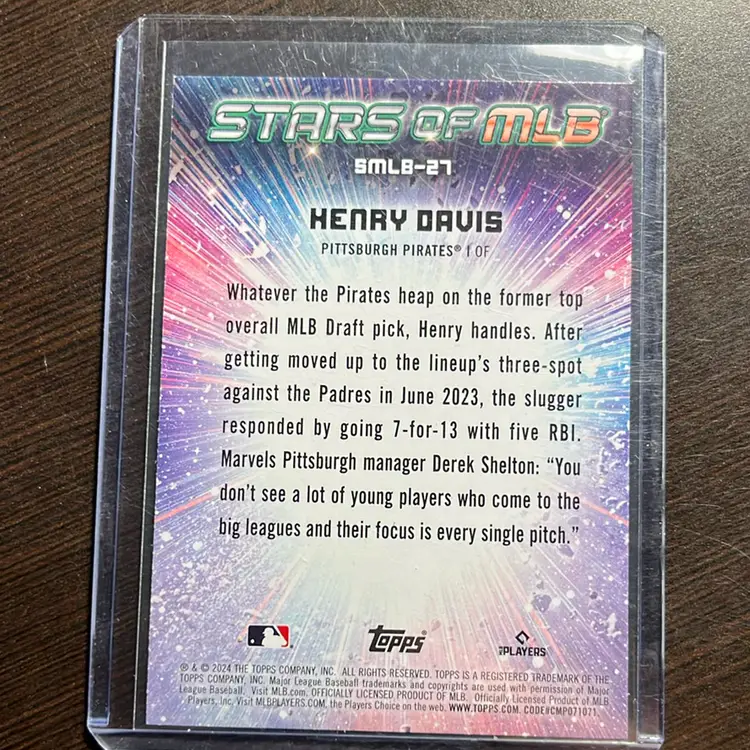 STARS OF MLB
SMLB-27
HENRY DAVIS
PITTSBURGH PIRATES® | OF
Whatever the Pirates heap on the former top
overall MLB Draft pick, Henry handles. After
getting moved up to the lineup's three-spot
against the Padres in June 2023, the slugger
responded by going 7-for-13 with five RBI.
Marvels Pittsburgh manager Derek Shelton: “You
don't see a lot of young players who come to the
big leagues and their focus is every single pitch.”
Topps
PLAYERS
® & © 2024 THE TOPPS COMPANY, INC. ALL RIGHTS RESERVED. TOPPS IS A REGISTERED TRADEMARK OF THE
TOPPS COMPANY, INC. Major League Baseball trademarks and copyrights are used with permission of Major
League Baseball. Visit MLB.com. OFFICIALLY LICENSED PRODUCT OF MLB. Officially Licensed Product of MLB
Players, Inc. Visit MLBPLAYERS.com, the Players Choice on the web. WWW.TOPPS.COM. CODE#CMP071071